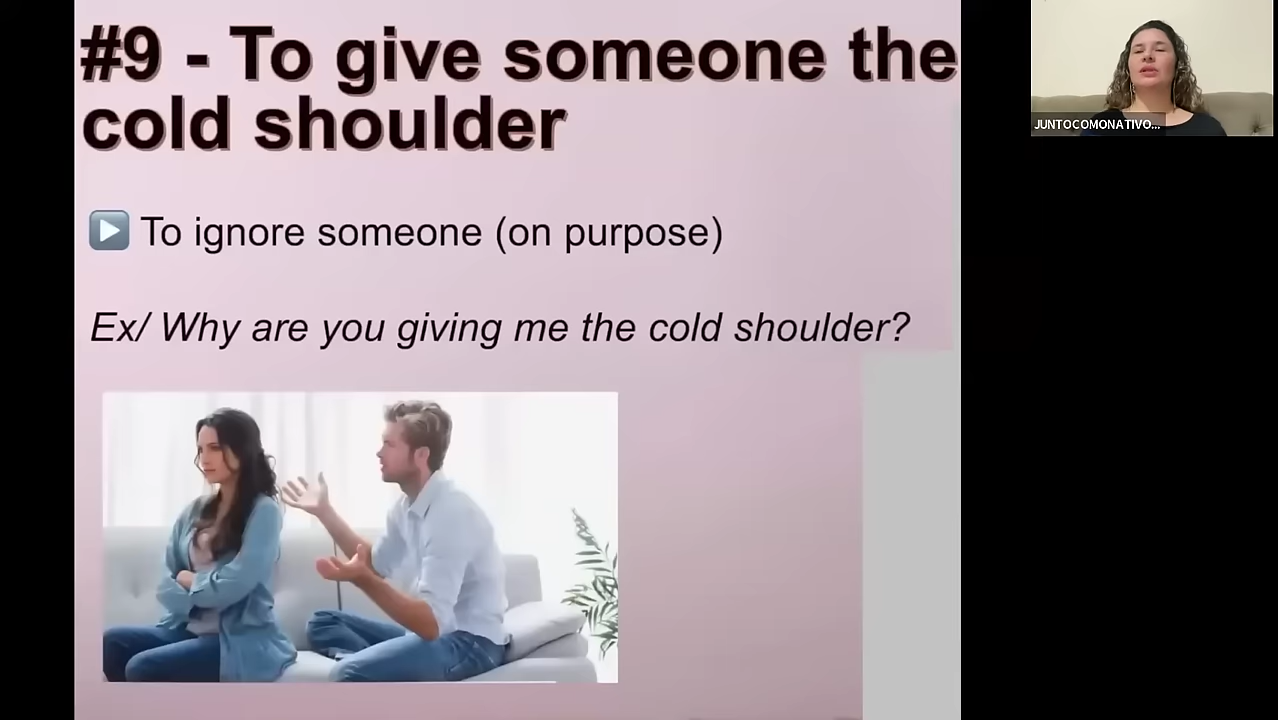 #9 - To give someone the
cold shoulder
To ignore someone (on purpose)
Ex/ Why are you giving me the cold shoulder?
JUNTOCOMONATIVO...